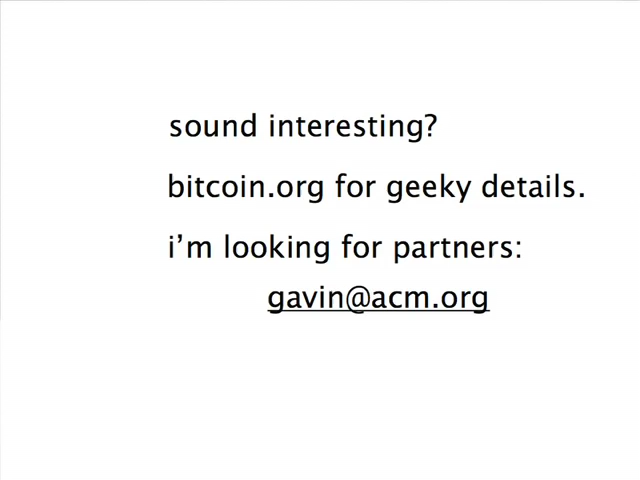 sound interesting?
bitcoin.org for geeky details.
i’m looking for partners:
gavin@acm.org